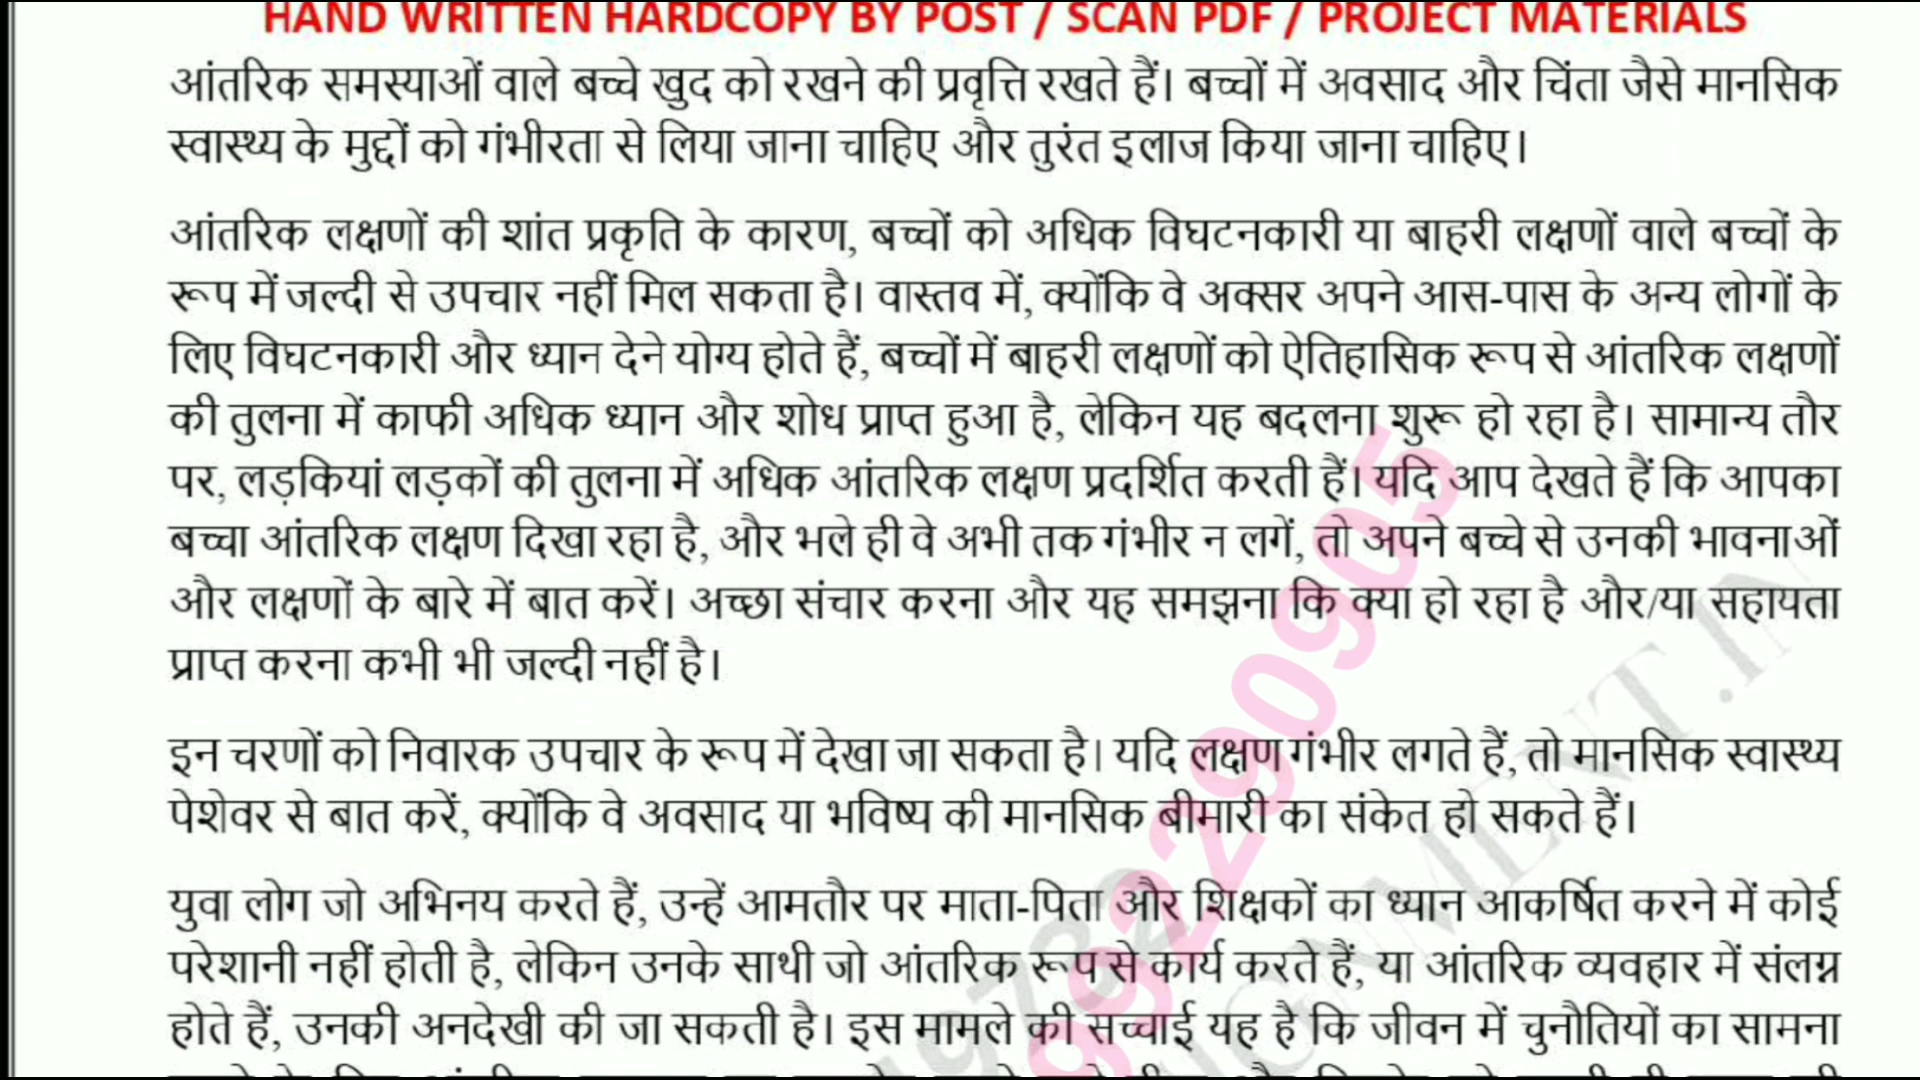 HAND WRITTEN HARDCOPY BY POST / SCAN PDF / PROJECT MATERIALS
आंतरिक समस्याओं वाले बच्चे खुद को रखने की प्रवृत्ति रखते हैं। बच्चों में अवसाद और चिंता जैसे मानसिक
स्वास्थ्य के मुद्दों को गंभीरता से लिया जाना चाहिए और तुरंत इलाज किया जाना चाहिए।
आंतरिक लक्षणों की शांत प्रकृति के कारण, बच्चों को अधिक विघटनकारी या बाहरी लक्षणों वाले बच्चों के
रूप में जल्दी से उपचार नहीं मिल सकता है। वास्तव में, क्योंकि वे अक्सर अपने आस-पास के अन्य लोगों के
लिए विघटनकारी और ध्यान देने योग्य होते हैं, बच्चों में बाहरी लक्षणों को ऐतिहासिक रूप से आंतरिक लक्षणों
की तुलना में काफी अधिक ध्यान और शोध प्राप्त हुआ है, लेकिन यह बदलना शुरू हो रहा है। सामान्य तौर
पर, लड़कियां लड़कों की तुलना में अधिक आंतरिक लक्षण प्रदर्शित करती हैं। यदि आप देखते हैं कि आपका
बच्चा आंतरिक लक्षण दिखा रहा है, और भले ही वे अभी तक गंभीर न लगें, तो अपने बच्चे से उनकी भावनाओं
और लक्षणों के बारे में बात करें। अच्छा संचार करना और यह समझना कि क्या हो रहा है और/या सहायता
प्राप्त करना कभी भी जल्दी नहीं है।
इन चरणों को निवारक उपचार के रूप में देखा जा सकता है। यदि लक्षण गंभीर लगते हैं, तो मानसिक स्वास्थ्य
पेशेवर से बात करें, क्योंकि वे अवसाद या भविष्य की मानसिक बीमारी का संकेत हो सकते हैं।
युवा लोग जो अभिनय करते हैं, उन्हें आमतौर पर माता-पिता और शिक्षकों का ध्यान आकर्षित करने में कोई
परेशानी नहीं होती है, लेकिन उनके साथी जो आंतरिक रूप से कार्य करते हैं, या आंतरिक व्यवहार में संलग्न
होते हैं, उनकी अनदेखी की जा सकती है। इस मामले की सच्चाई यह है कि जीवन में चुनौतियों का सामना
992290905
GNMENT.IN